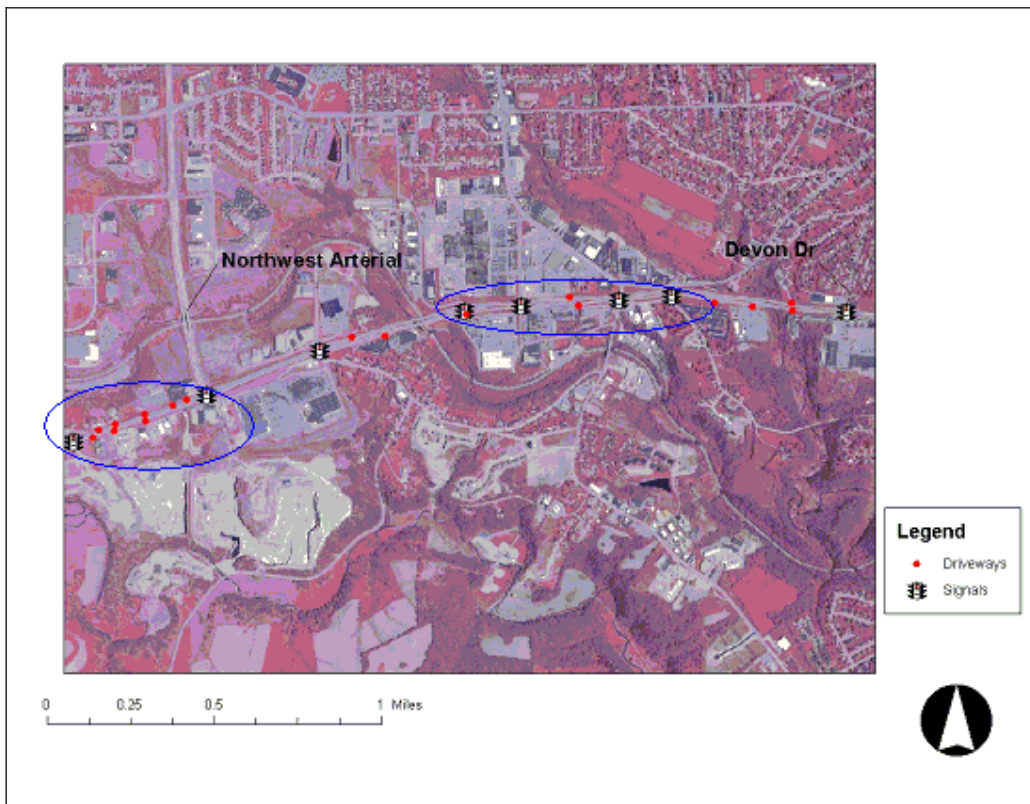 Northwest Arterial
Devon Dr
Legend
Driveways
Signals
0 0.25 0.5 1 Miles